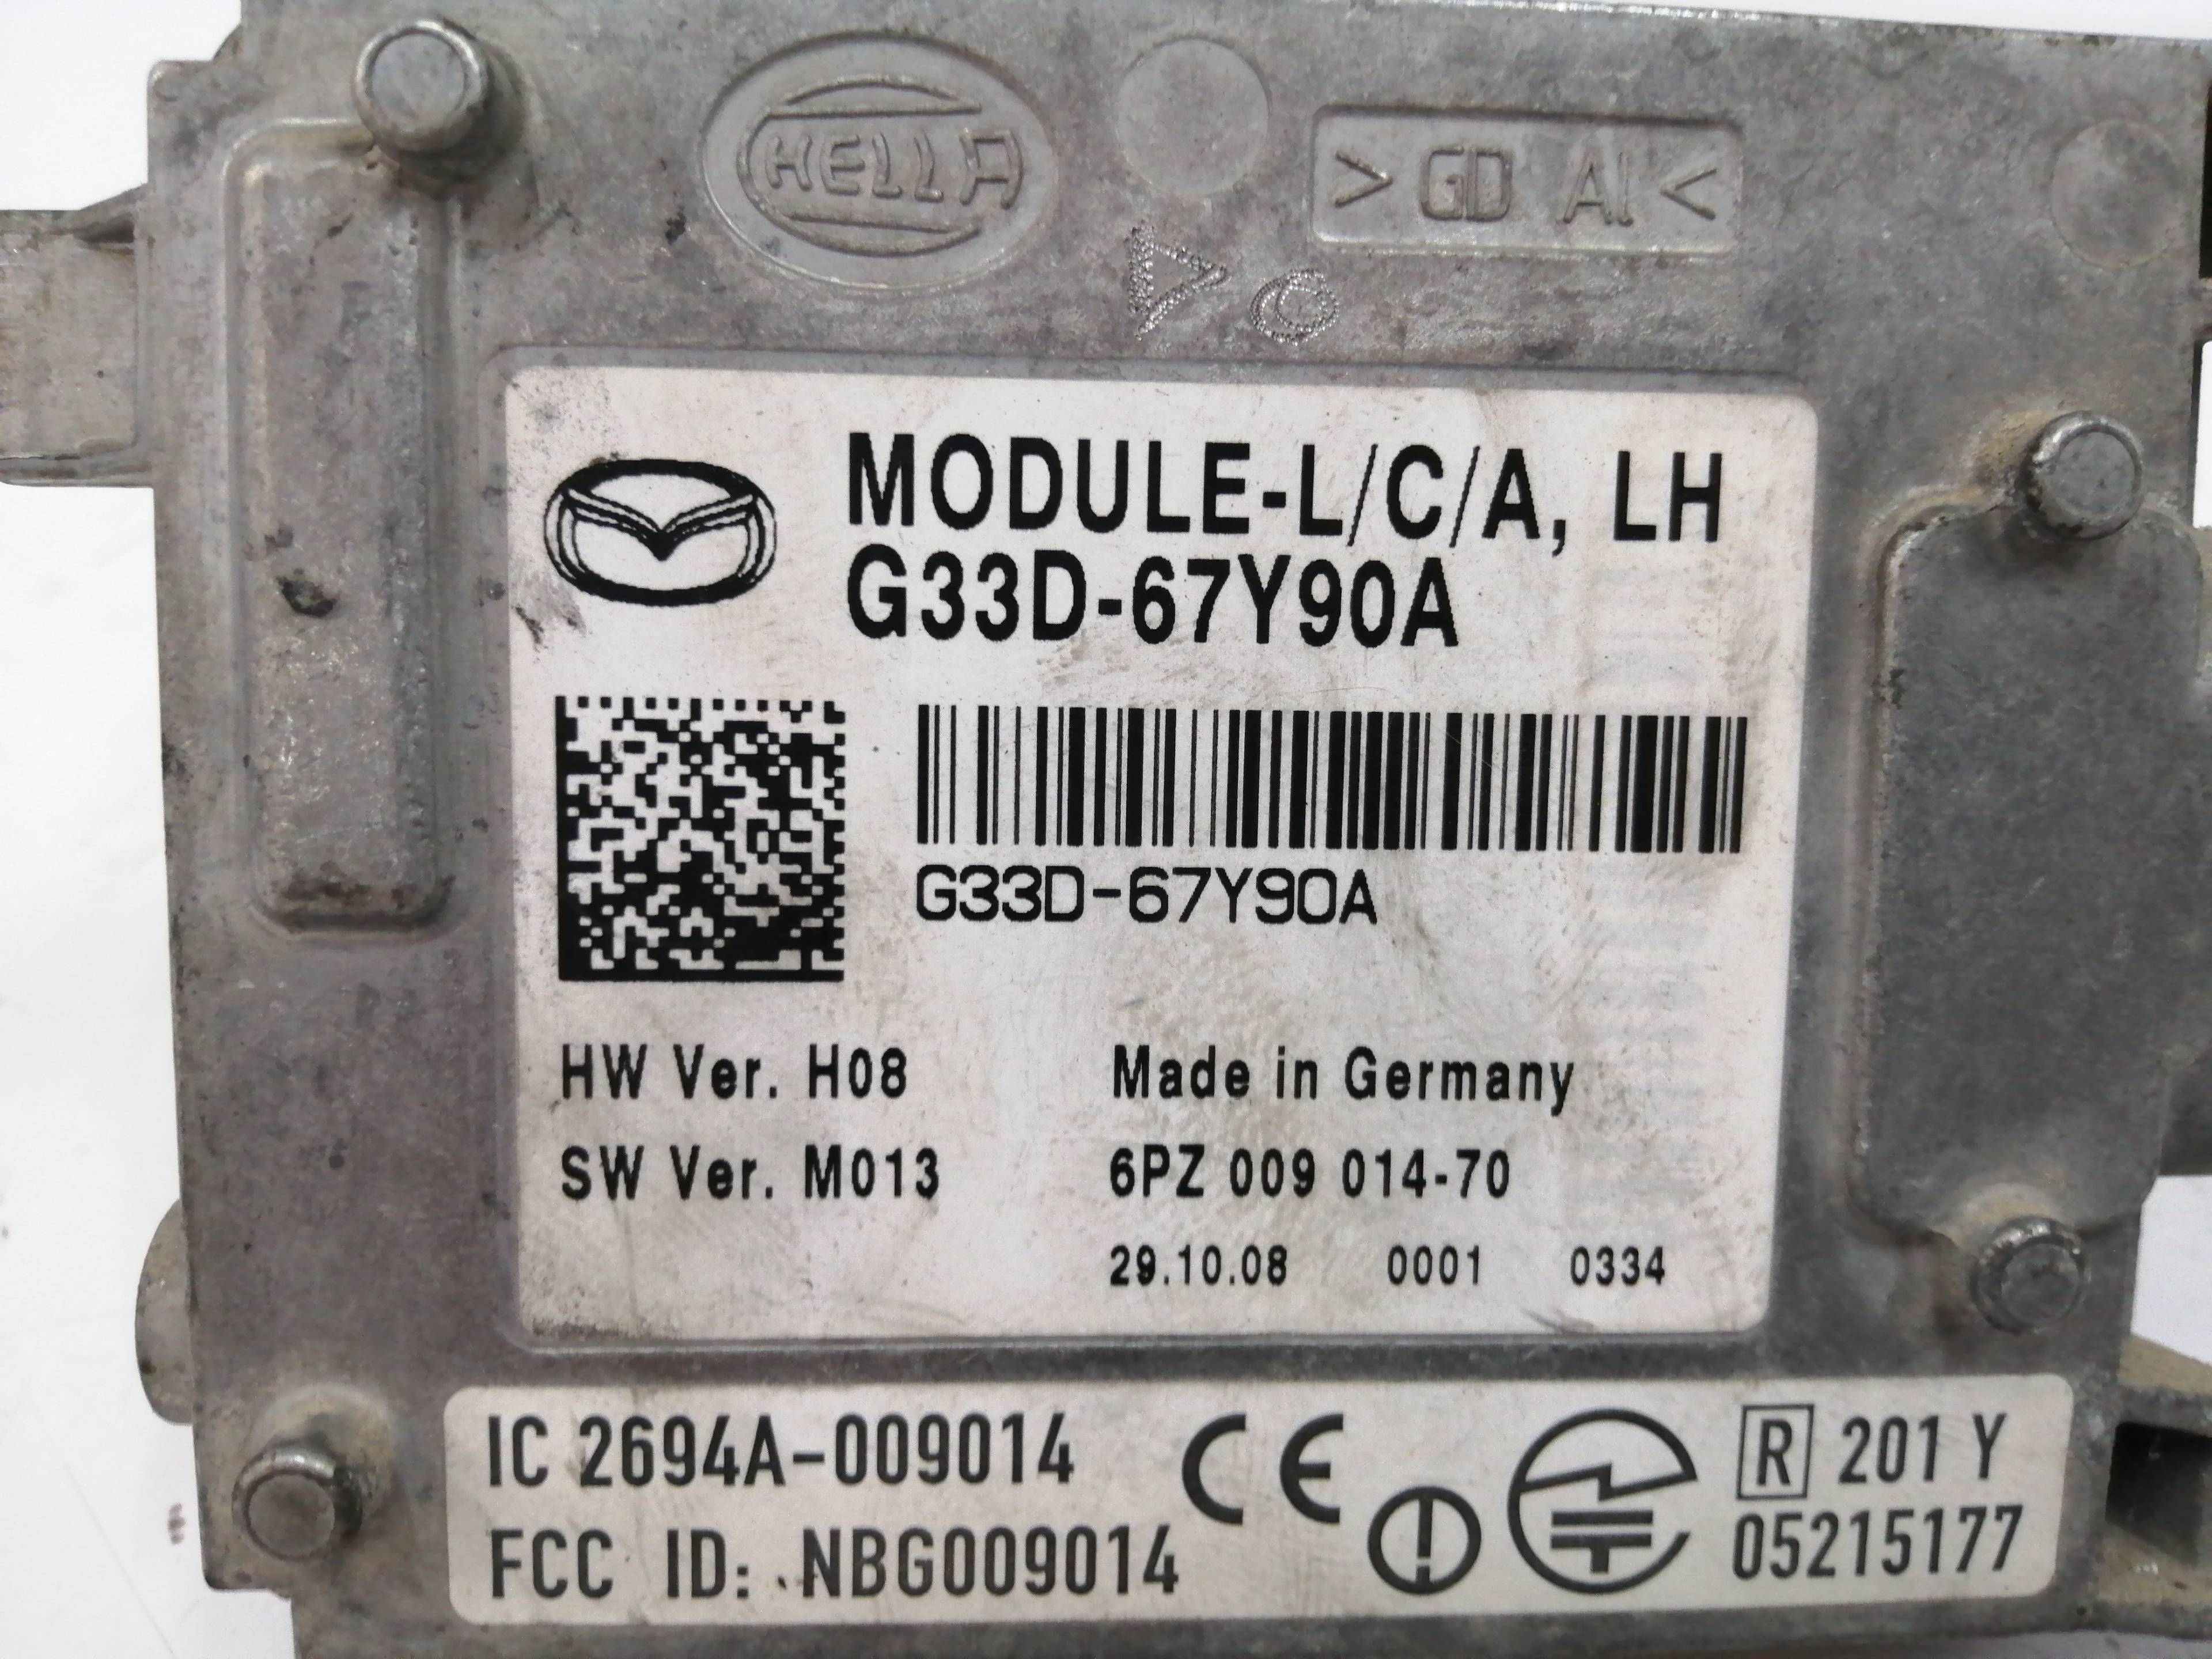 HELLA
> GD Al <
MODULE-L/C/A, LH
G33D-67Y90A
G33D-67Y90A
HW Ver. H08
Made in Germany
SW Ver. M013
6PZ 009 014-70
29.10.08 0001 0334
IC 2694A-009014
CE
R 201 Y
FCC ID: NBG009014
05215177